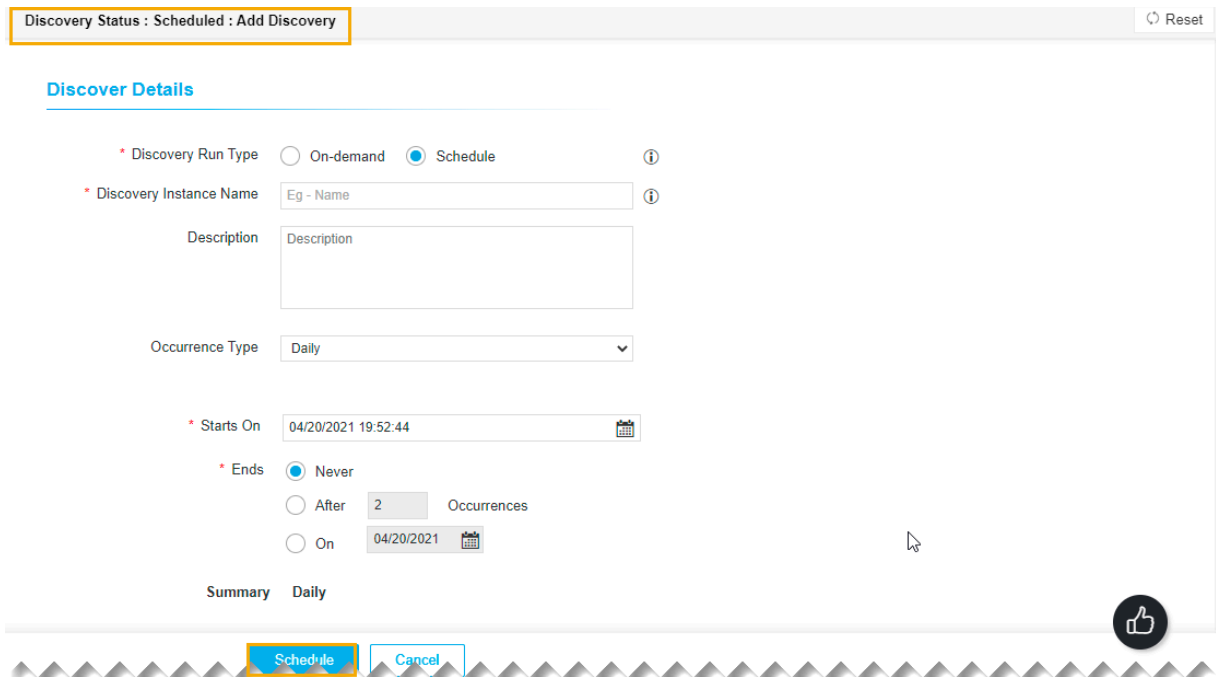 Discovery Status : Scheduled : Add Discovery
Reset
Discover Details
* Discovery Run Type On-demand Schedule
* Discovery Instance Name Eg - Name
Description Description
Occurrence Type Daily
* Starts On 04/20/2021 19:52:44
* Ends Never
After 2 Occurrences
On 04/20/2021
Summary Daily
Schedule Cancel